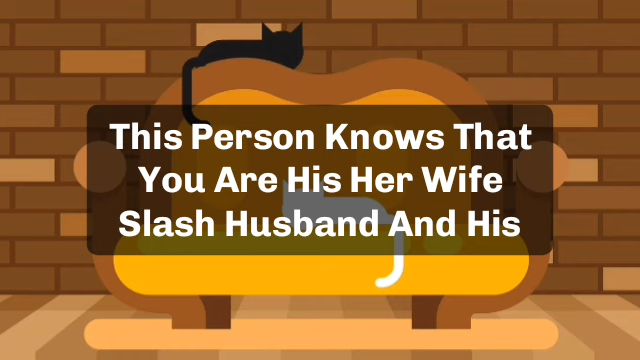 This Person Knows That
You Are His Her Wife
Slash Husband And His